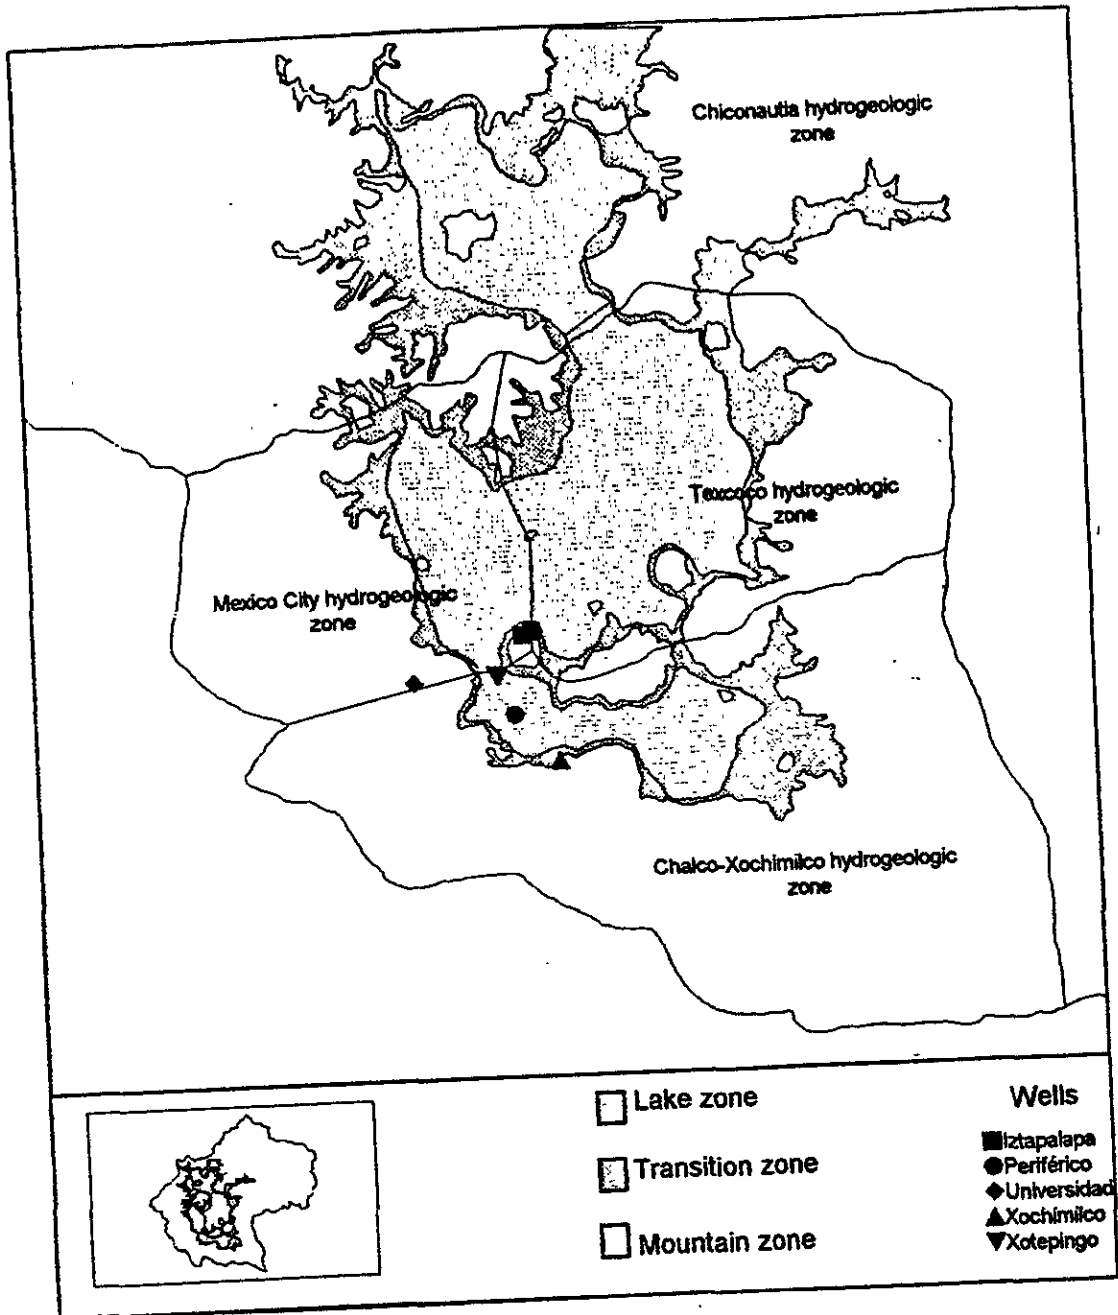 Chiconautla hydrogeologic
zone
Texcoco hydrogeologic
zone
Mexico City hydrogeologic
zone
Chalco-Xochimilco hydrogeologic
zone
Lake zone
Transition zone
Mountain zone
Wells
Iztapalapa
Periférico
Universidad
Xochimilco
Xotepingo